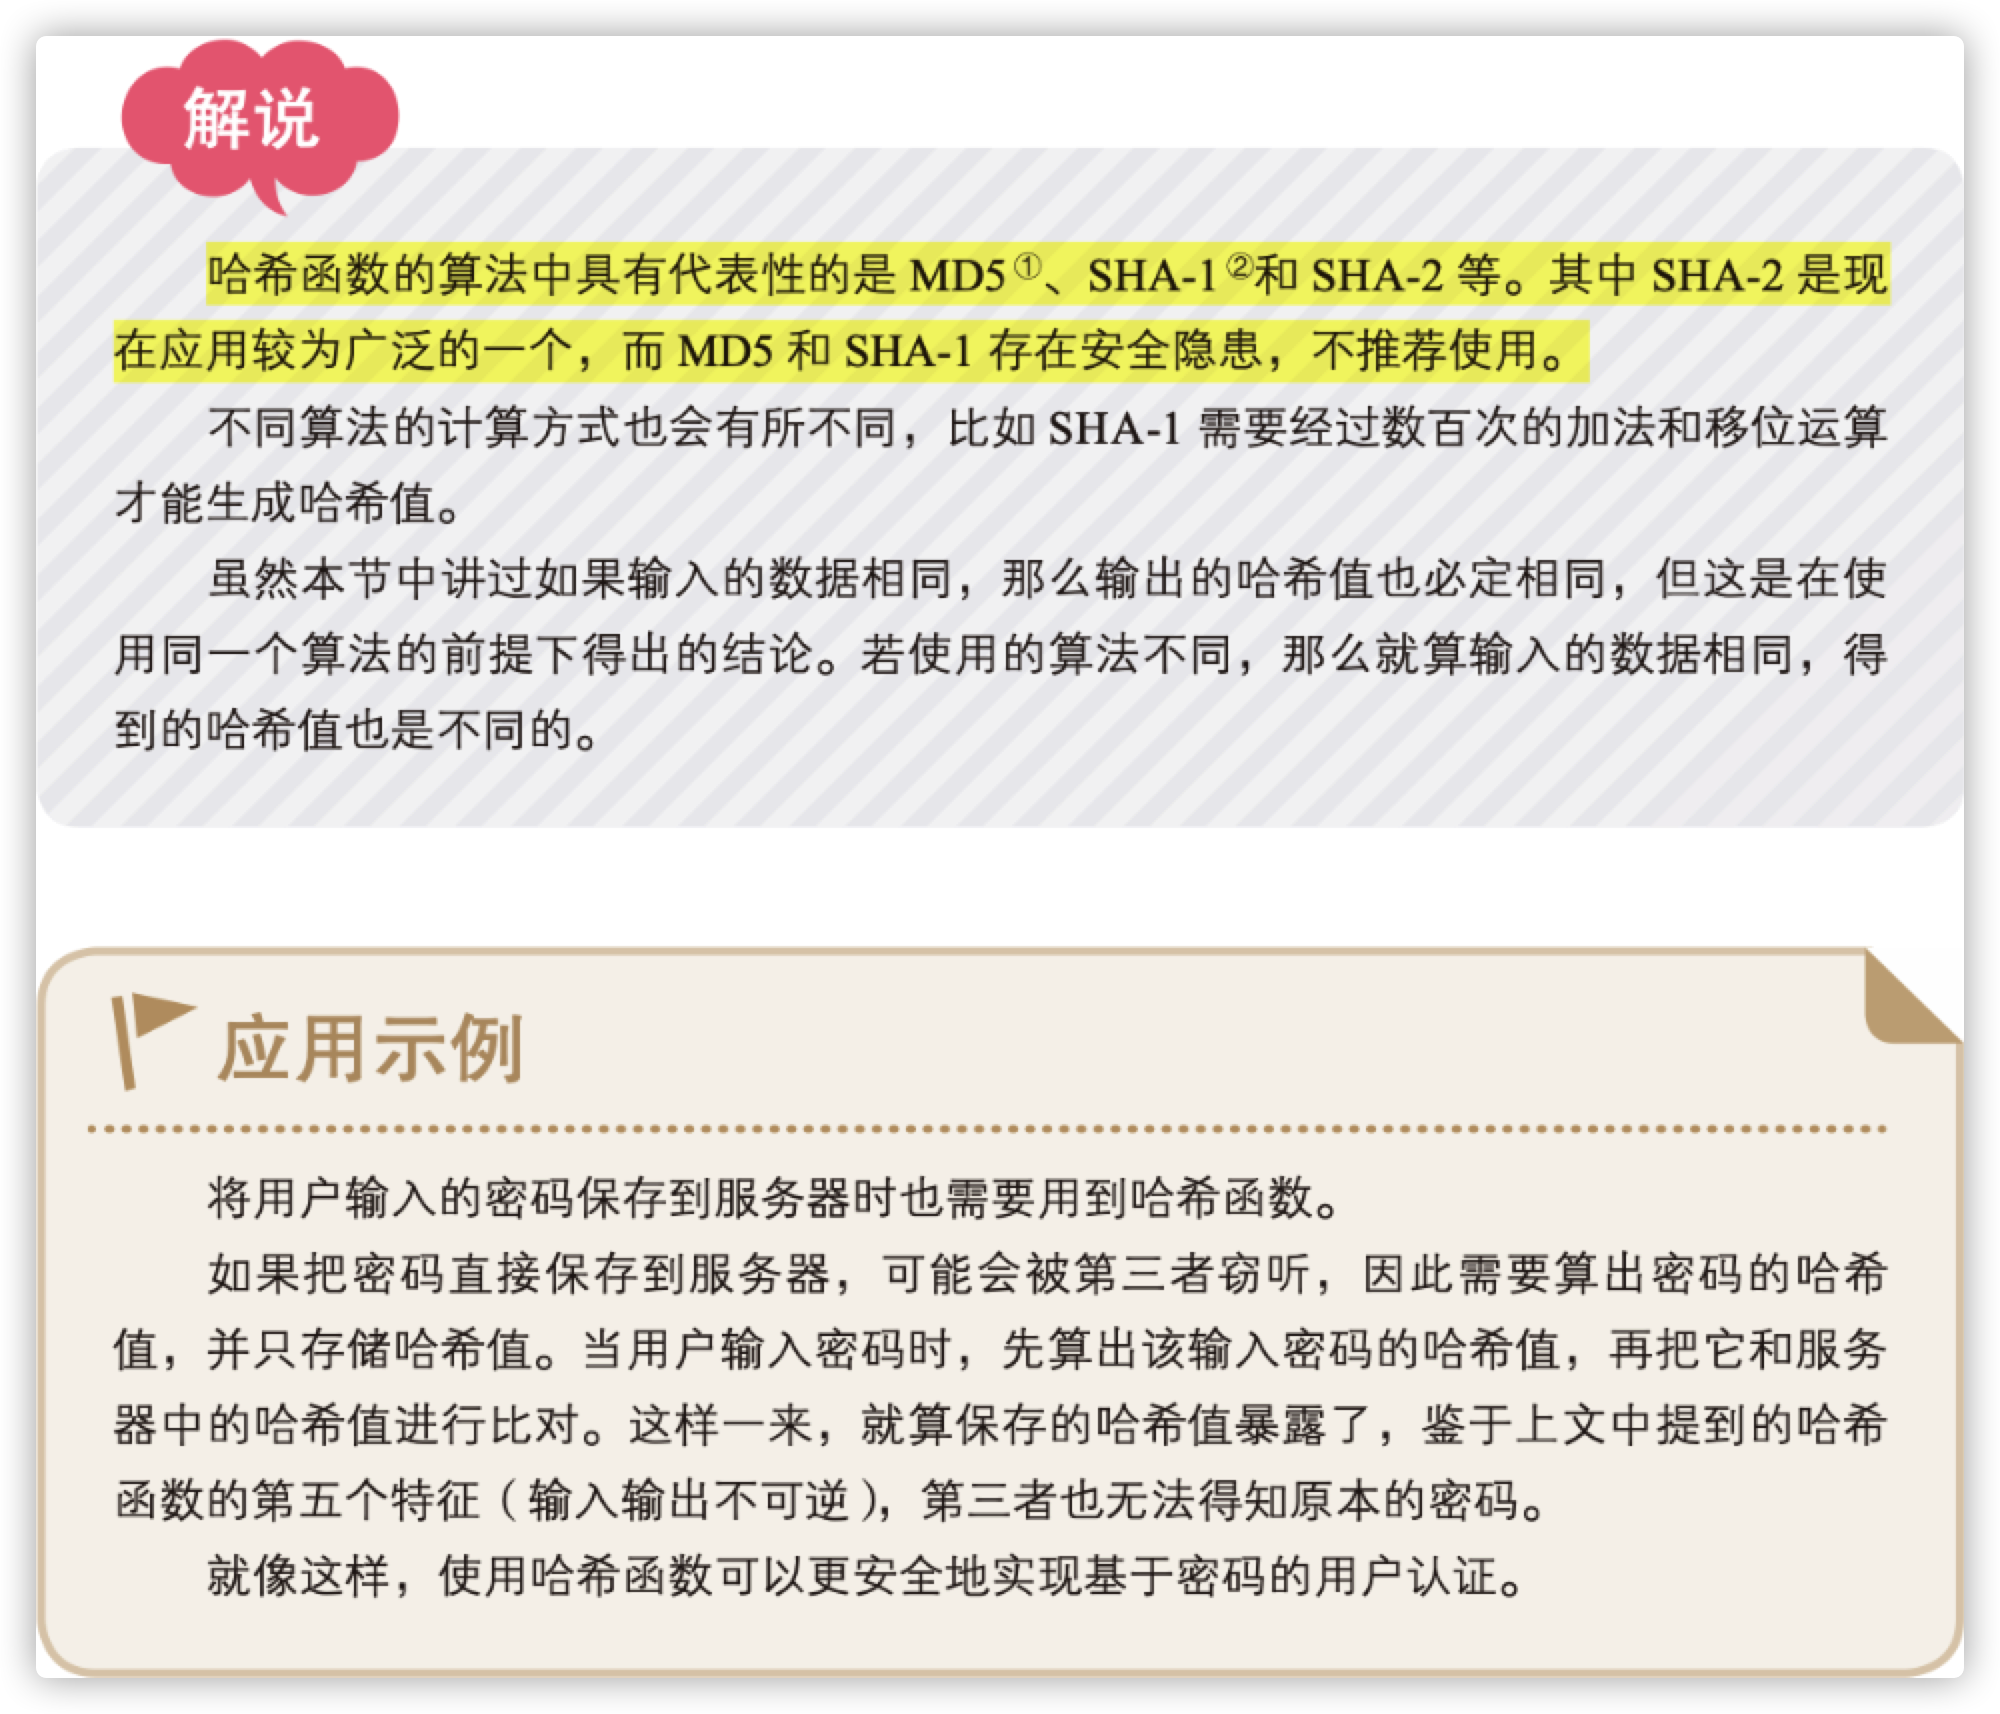 解说
哈希函数的算法中具有代表性的是 MD5①、SHA-1②和 SHA-2 等。其中 SHA-2 是现
在应用较为广泛的一个，而 MD5 和 SHA-1 存在安全隐患，不推荐使用。
不同算法的计算方式也会有所不同，比如 SHA-1 需要经过数百次的加法和移位运算
才能生成哈希值。
虽然本节中讲过如果输入的数据相同，那么输出的哈希值也必定相同，但这是在使
用同一个算法的前提下得出的结论。若使用的算法不同，那么就算输入的数据相同，得
到的哈希值也是不同的。
应用示例
将用户输入的密码保存到服务器时也需要用到哈希函数。
如果把密码直接保存到服务器，可能会被第三者窃听，因此需要算出密码的哈希
值，并只存储哈希值。当用户输入密码时，先算出该输入密码的哈希值，再把它和服务
器中的哈希值进行比对。这样一来，就算保存的哈希值暴露了，鉴于上文中提到的哈希
函数的第五个特征（输入输出不可逆），第三者也无法得知原本的密码。
就像这样，使用哈希函数可以更安全地实现基于密码的用户认证。